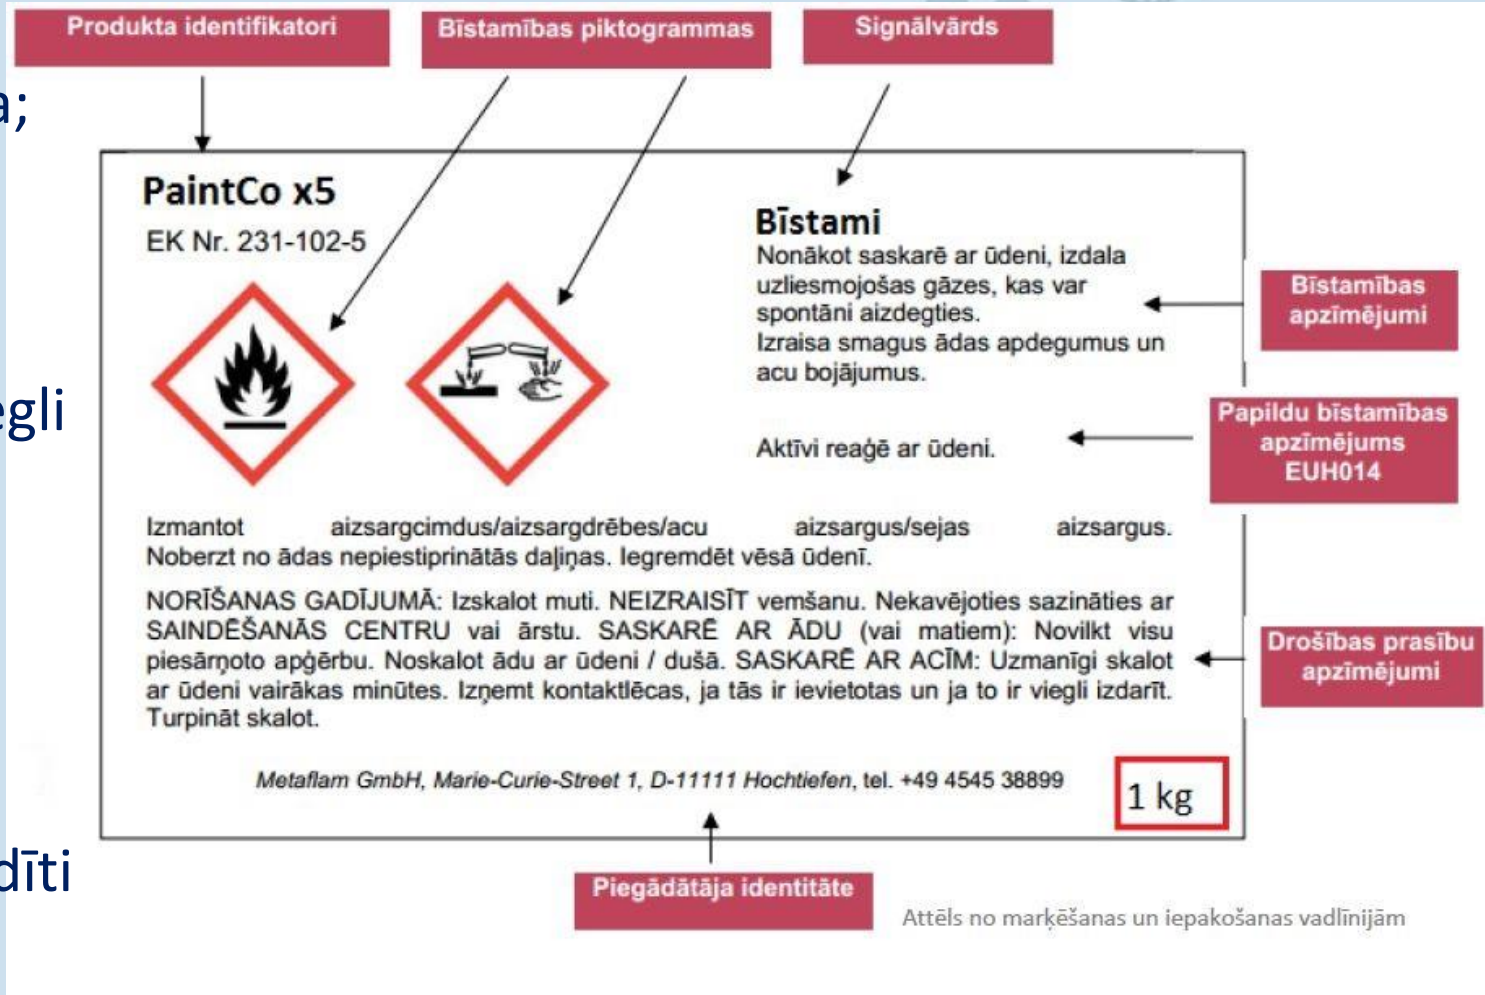 Produkta identifikatori
Bīstamības piktogrammas
Signālvārds
a;
PaintCo x5
EK Nr. 231-102-5
Bīstami
Nonākot saskarē ar ūdeni, izdala
uzliesmojošas gāzes, kas var
spontāni aizdegties.
Izraisa smagus ādas apdegumus un
acu bojājumus.
Bīstamības
apzīmējumi
egli
Aktīvi reaģē ar ūdeni.
Papildu bīstamības
apzīmējums
EUH014
Izmantot aizsargcimdus/aizsargdrēbes/acu aizsargus/sejas aizsargus.
Noberzt no ādas nepiestiprinātās daļiņas. Iegremdēt vēsā ūdenī.
NORĪŠANAS GADĪJUMĀ: Izskalot muti. NEIZRAISĪT vemšanu. Nekavējoties sazināties ar
SAINDĒŠANĀS CENTRU vai ārstu. SASKARĒ AR ĀDU (vai matiem): Novilkt visu
piesārņoto apģērbu. Noskalot ādu ar ūdeni / dušā. SASKARĒ AR ACĪM: Uzmanīgi skalot
ar ūdeni vairākas minūtes. Izņemt kontaktlēcas, ja tās ir ievietotas un ja to ir viegli izdarīt.
Turpināt skalot.
Drošības prasību
apzīmējumi
Metaflam GmbH, Marie-Curie-Street 1, D-11111 Hochtiefen, tel. +49 4545 38899
1 kg
dīti
Piegādātāja identitāte
Attēls no marķēšanas un iepakošanas vadlīnijām